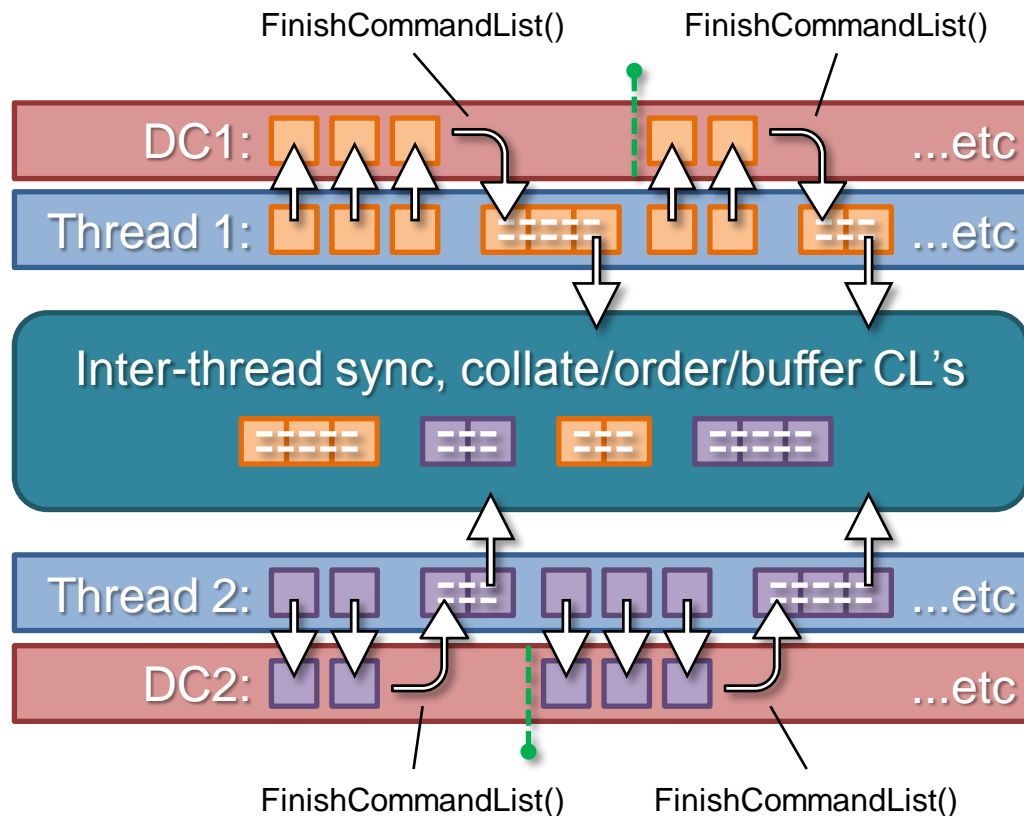 FinishCommandList() FinishCommandList()
DC1: ...etc
Thread 1: ...etc
Inter-thread sync, collate/order/buffer CL's
Thread 2: ...etc
DC2: ...etc
FinishCommandList() FinishCommandList()